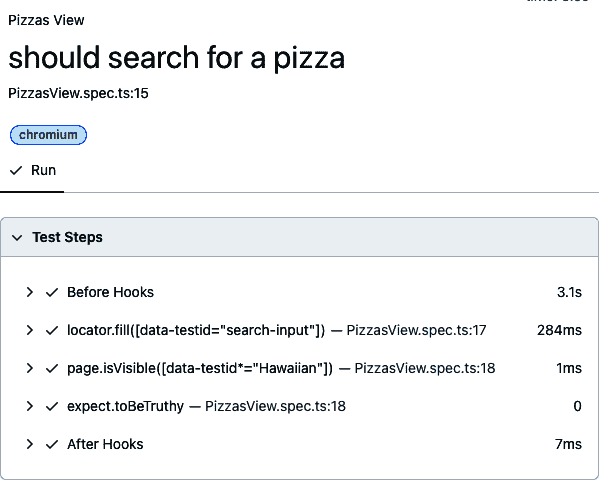 Pizzas View
should search for a pizza
PizzasView.spec.ts:15
chromium
Run
Test Steps
Before Hooks 3.1s
locator.fill([data-testid="search-input"]) — PizzasView.spec.ts:17 284ms
page.isVisible([data-testid*="Hawaiian"]) — PizzasView.spec.ts:18 1ms
expect.toBeTruthy — PizzasView.spec.ts:18 0
After Hooks 7ms